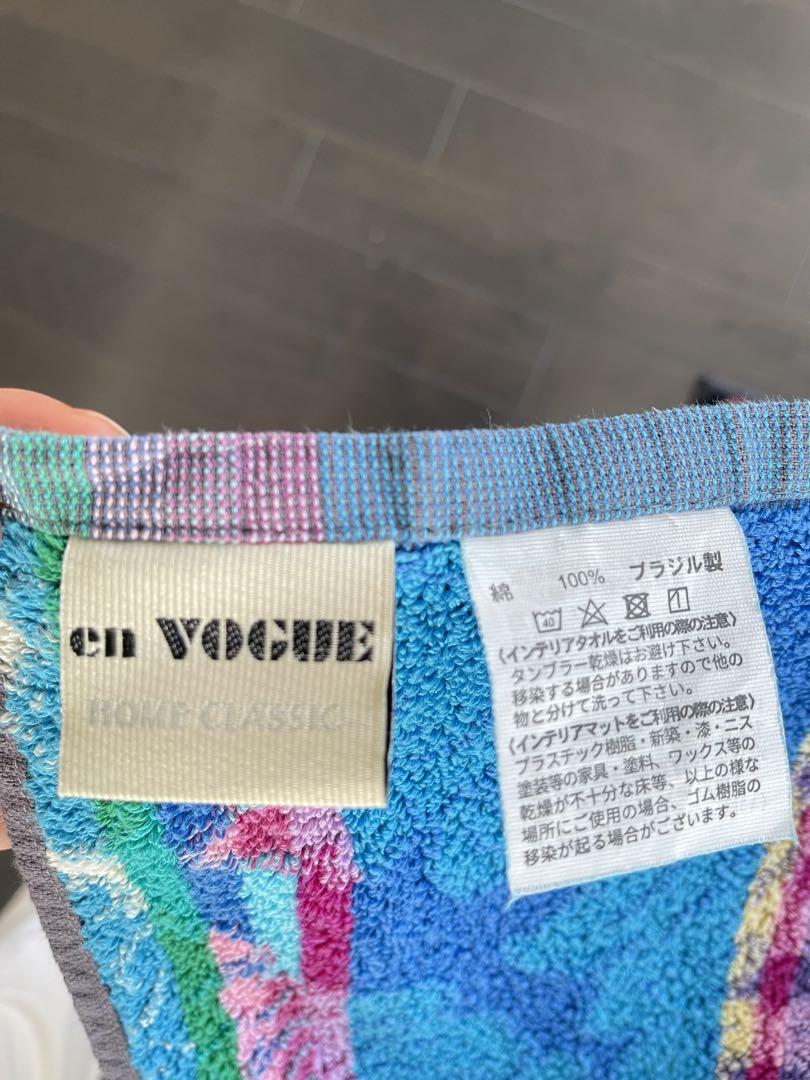 en VOGUE
HOME CLASSIC
綿 100% ブラジル製
40
〈インテリアタオルをご利用の際の注意〉
タンブラー乾燥はお避け下さい。
移染する場合がありますので他の
物と分けて洗って下さい。
〈インテリアマットをご利用の際の注意〉
プラスチック樹脂・新築・漆・ニス
塗装等の家具・塗料、ワックス等の
乾燥が不十分な床等、以上の様な
場所にご使用の場合、ゴム樹脂の
移染が起る場合がございます。